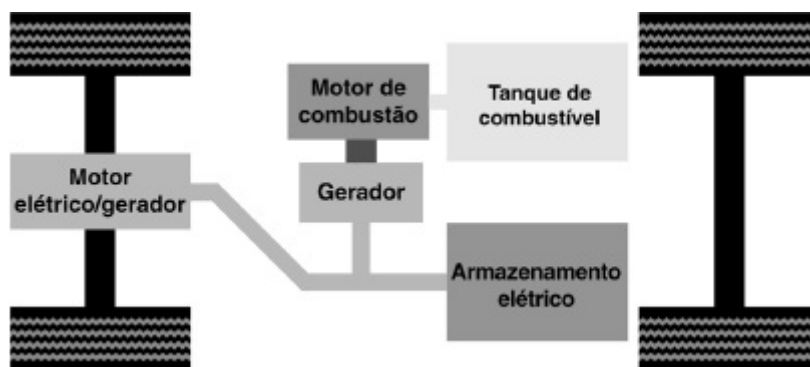 Motor de
combustão
Tanque de
combustível
Motor
elétrico/gerador
Gerador
Armazenamento
elétrico